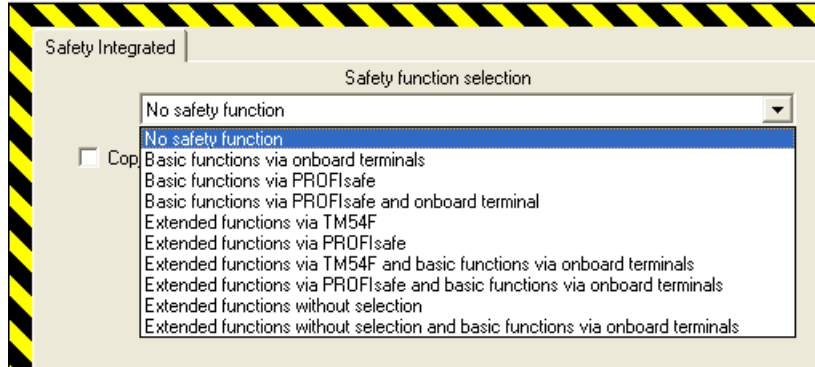 Safety Integrated
Safety function selection
No safety function
No safety function
Basic functions via onboard terminals
Basic functions via PROFIsafe
Basic functions via PROFIsafe and onboard terminal
Extended functions via TM54F
Extended functions via PROFIsafe
Extended functions via TM54F and basic functions via onboard terminals
Extended functions via PROFIsafe and basic functions via onboard terminals
Extended functions without selection
Extended functions without selection and basic functions via onboard terminals